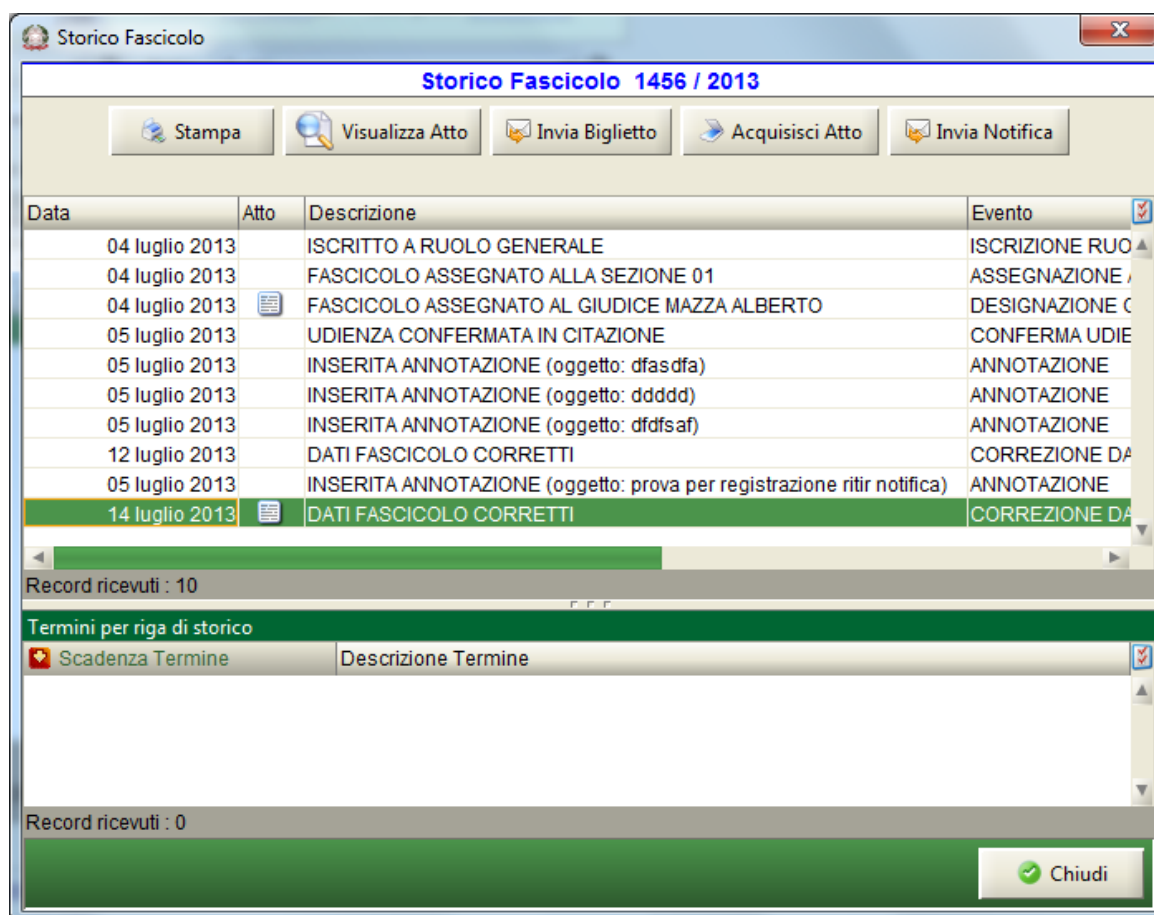 Storico Fascicolo
Storico Fascicolo 1456 / 2013
Stampa Visualizza Atto Invia Biglietto Acquisisci Atto Invia Notifica
Data Atto Descrizione Evento
04 luglio 2013 ISCRITTO A RUOLO GENERALE ISCRIZIONE RUO
04 luglio 2013 FASCICOLO ASSEGNATO ALLA SEZIONE 01 ASSEGNAZIONE
04 luglio 2013 FASCICOLO ASSEGNATO AL GIUDICE MAZZA ALBERTO DESIGNAZIONE
05 luglio 2013 UDIENZA CONFERMATA IN CITAZIONE CONFERMA UDIE
05 luglio 2013 INSERITA ANNOTAZIONE (oggetto: dfasdfa) ANNOTAZIONE
05 luglio 2013 INSERITA ANNOTAZIONE (oggetto: ddddd) ANNOTAZIONE
05 luglio 2013 INSERITA ANNOTAZIONE (oggetto: dfdfsaf) ANNOTAZIONE
12 luglio 2013 DATI FASCICOLO CORRETTI CORREZIONE DA
05 luglio 2013 INSERITA ANNOTAZIONE (oggetto: prova per registrazione ritir notifica) ANNOTAZIONE
14 luglio 2013 DATI FASCICOLO CORRETTI CORREZIONE DA
Record ricevuti : 10
Termini per riga di storico
Scadenza Termine Descrizione Termine
Record ricevuti : 0
Chiudi